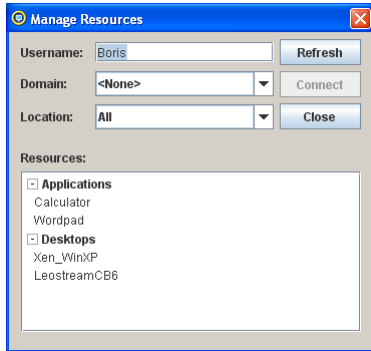 Manage Resources
Username: Boris Refresh
Domain: <None> Connect
Location: All Close
Resources:
Applications
Calculator
Wordpad
Desktops
Xen_WinXP
LeostreamCB6